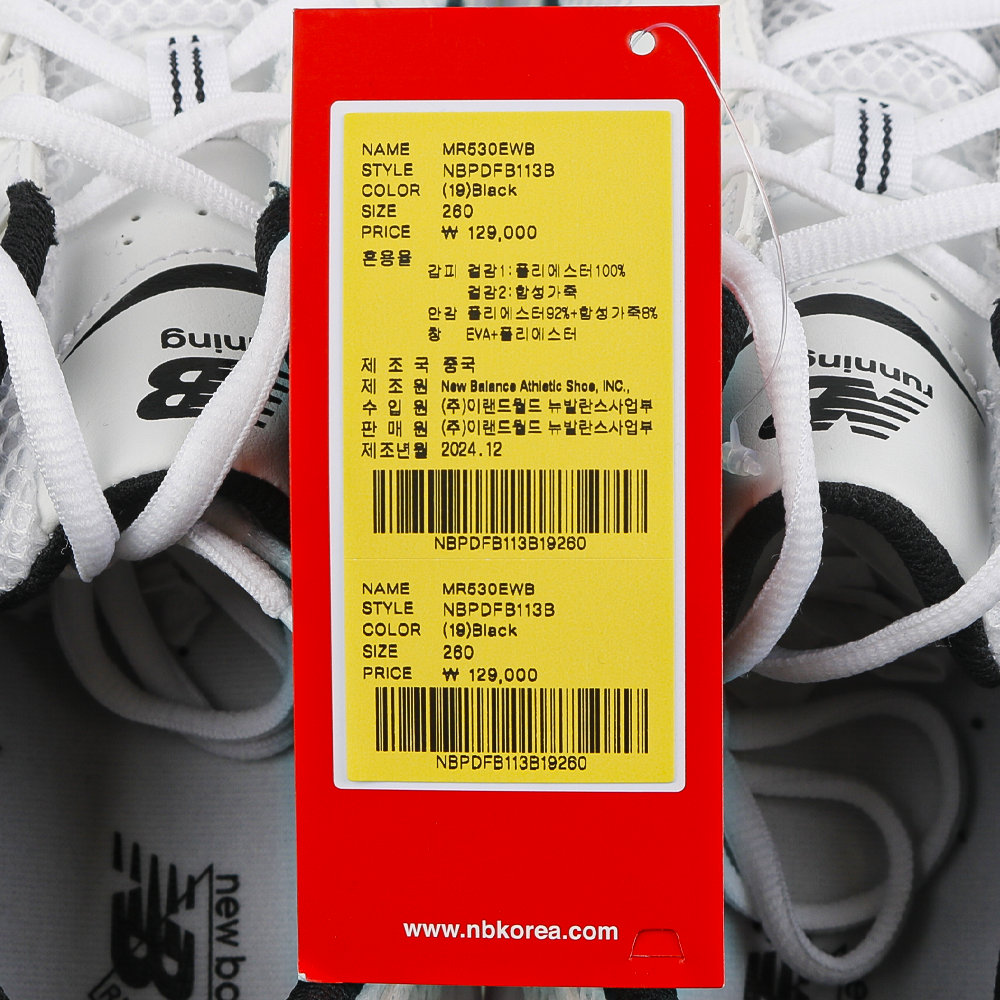 NAME MR530EWB
STYLE NBPDFB113B
COLOR (19)Black
SIZE 260
PRICE ₩ 129,000
혼용율
갑피 겉감1:폴리에스터100%
겉감2:합성가죽
안감 폴리에스터92%+합성가죽8%
창 EVA+폴리에스터
제 조 국 중국
제 조 원 New Balance Athletic Shoe, INC.,
수 입 원 (주)이랜드월드 뉴발란스사업부
판 매 원 (주)이랜드월드 뉴발란스사업부
제조년월 2024.12
NBPDFB113B19260
NAME MR530EWB
STYLE NBPDFB113B
COLOR (19)Black
SIZE 260
PRICE ₩ 129,000
NBPDFB113B19260
www.nbkorea.com
running
NB
running
N
NB
new ba